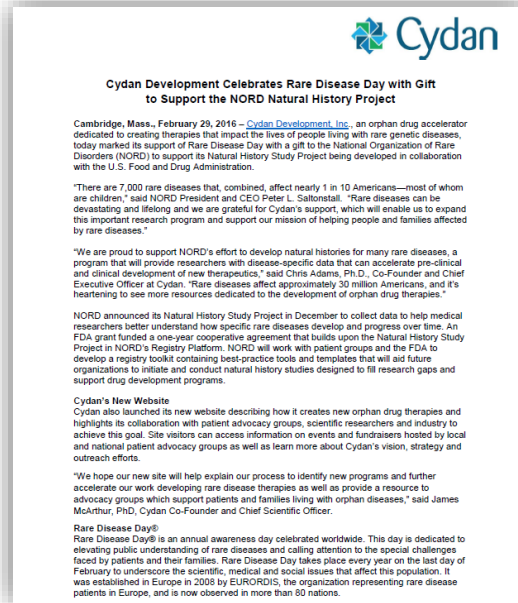 Cydan
Cydan Development Celebrates Rare Disease Day with Gift
to Support the NORD Natural History Project
Cambridge, Mass., February 29, 2016 – Cydan Development, Inc., an orphan drug accelerator
dedicated to creating therapies that impact the lives of people living with rare genetic diseases,
today marked its support of Rare Disease Day with a gift to the National Organization of Rare
Disorders (NORD) to support its Natural History Study Project being developed in collaboration
with the U.S. Food and Drug Administration.
"There are 7,000 rare diseases that, combined, affect nearly 1 in 10 Americans—most of whom
are children," said NORD President and CEO Peter L. Saltonstall. "Rare diseases can be
devastating and lifelong and we are grateful for Cydan's support, which will enable us to expand
this important research program and support our mission of helping people and families affected
by rare diseases."
"We are proud to support NORD's effort to develop natural histories for many rare diseases, a
program that will provide researchers with disease-specific data that can accelerate pre-clinical
and clinical development of new therapeutics," said Chris Adams, Ph.D., Co-Founder and Chief
Executive Officer at Cydan. "Rare diseases affect approximately 30 million Americans, and it's
heartening to see more resources dedicated to the development of orphan drug therapies."
NORD announced its Natural History Study Project in December to collect data to help medical
researchers better understand how specific rare diseases develop and progress over time. An
FDA grant funded a one-year cooperative agreement that builds upon the Natural History Study
Project in NORD's Registry Platform. NORD will work with patient groups and the FDA to
develop a registry toolkit containing best-practice tools and templates that will aid future
organizations to initiate and conduct natural history studies designed to fill research gaps and
support drug development programs.
Cydan's New Website
Cydan also launched its new website describing how it creates new orphan drug therapies and
highlights its collaboration with patient advocacy groups, scientific researchers and industry to
achieve this goal. Site visitors can access information on events and fundraisers hosted by local
and national patient advocacy groups as well as learn more about Cydan's vision, strategy and
outreach efforts.
"We hope our new site will help explain our process to identify new programs and further
accelerate our work developing rare disease therapies as well as provide a resource to
advocacy groups which support patients and families living with orphan diseases," said James
McArthur, PhD, Cydan Co-Founder and Chief Scientific Officer.
Rare Disease Day®
Rare Disease Day® is an annual awareness day celebrated worldwide. This day is dedicated to
elevating public understanding of rare diseases and calling attention to the special challenges
faced by patients and their families. Rare Disease Day takes place every year on the last day of
February to underscore the scientific, medical and social issues that affect this population. It
was established in Europe in 2008 by EURORDIS, the organization representing rare disease
patients in Europe, and is now observed in more than 80 nations.